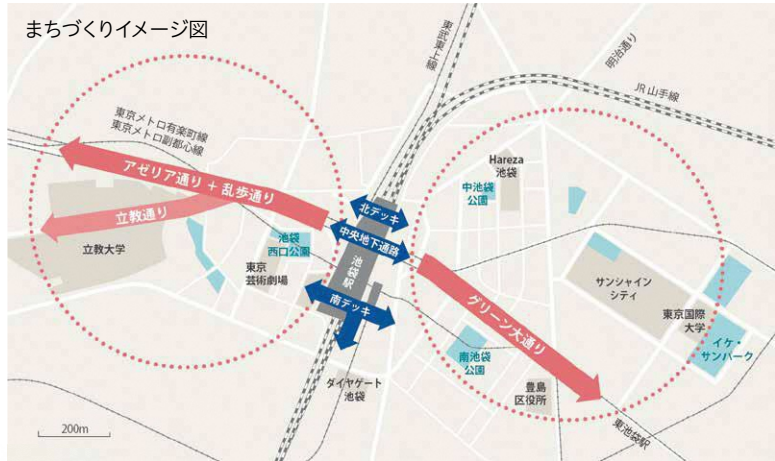 まちづくりイメージ図
東武東上線
明治通り
JR山手線
東京メトロ有楽町線
東京メトロ副都心線
アゼリア通り + 乱歩通り
立教通り
立教大学
池袋
西口公園
東京
芸術劇場
北デッキ
中央地下通路
池袋駅
南デッキ
Hareza
池袋
中池袋
公園
グリーン大通り
サンシャイン
シティ
東京国際
大学
イケ・
サンパーク
南池袋
公園
ダイヤゲート
池袋
豊島
区役所
東池袋駅
200m